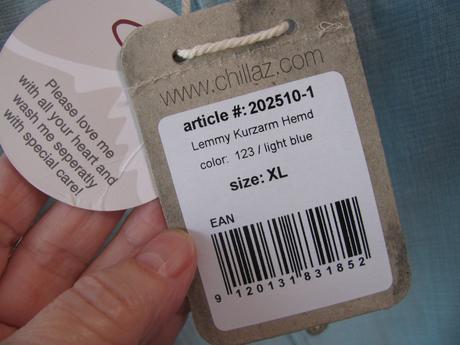 Please love me
with all your heart and
wash me seperatly
with special care!
www.chillaz.com
article #: 202510-1
Lemmy Kurzarm Hemd
color: 123 / light blue
size: XL
EAN
9 120131 831852